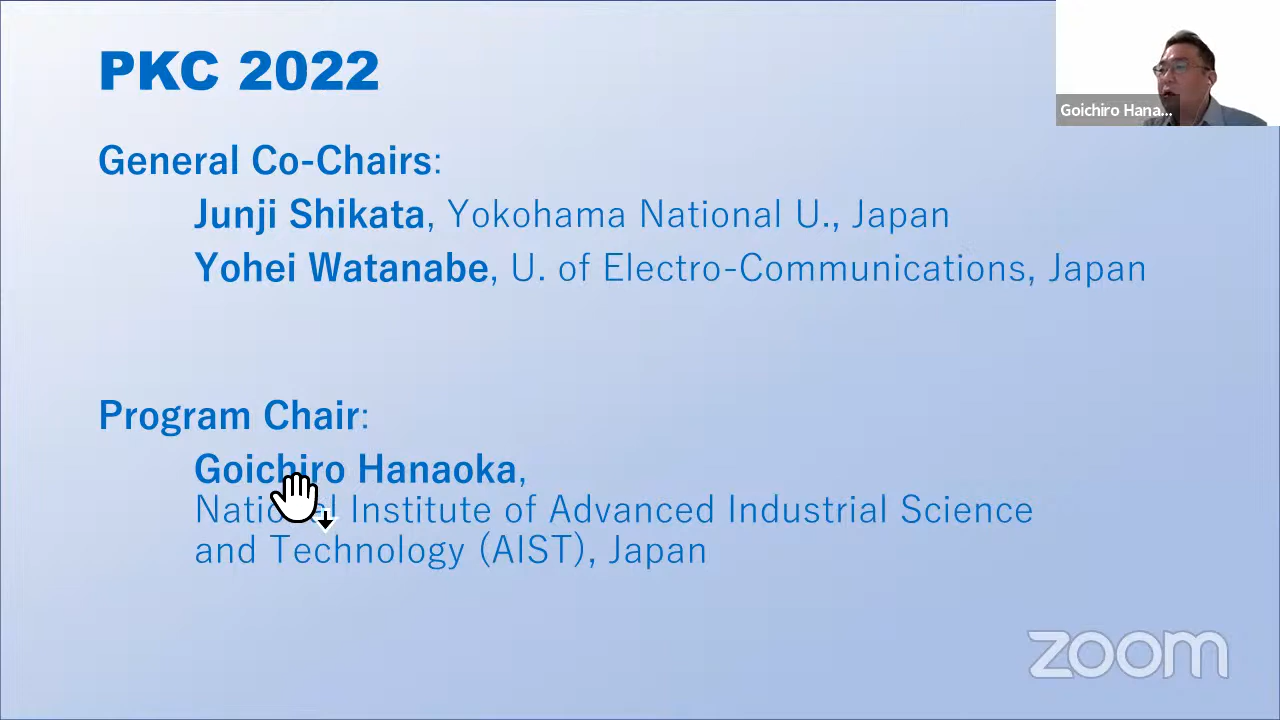 PKC 2022
Goichiro Hana...
General Co-Chairs:
Junji Shikata, Yokohama National U., Japan
Yohei Watanabe, U. of Electro-Communications, Japan
Program Chair:
Goichiro Hanaoka,
National Institute of Advanced Industrial Science
and Technology (AIST), Japan
zoom